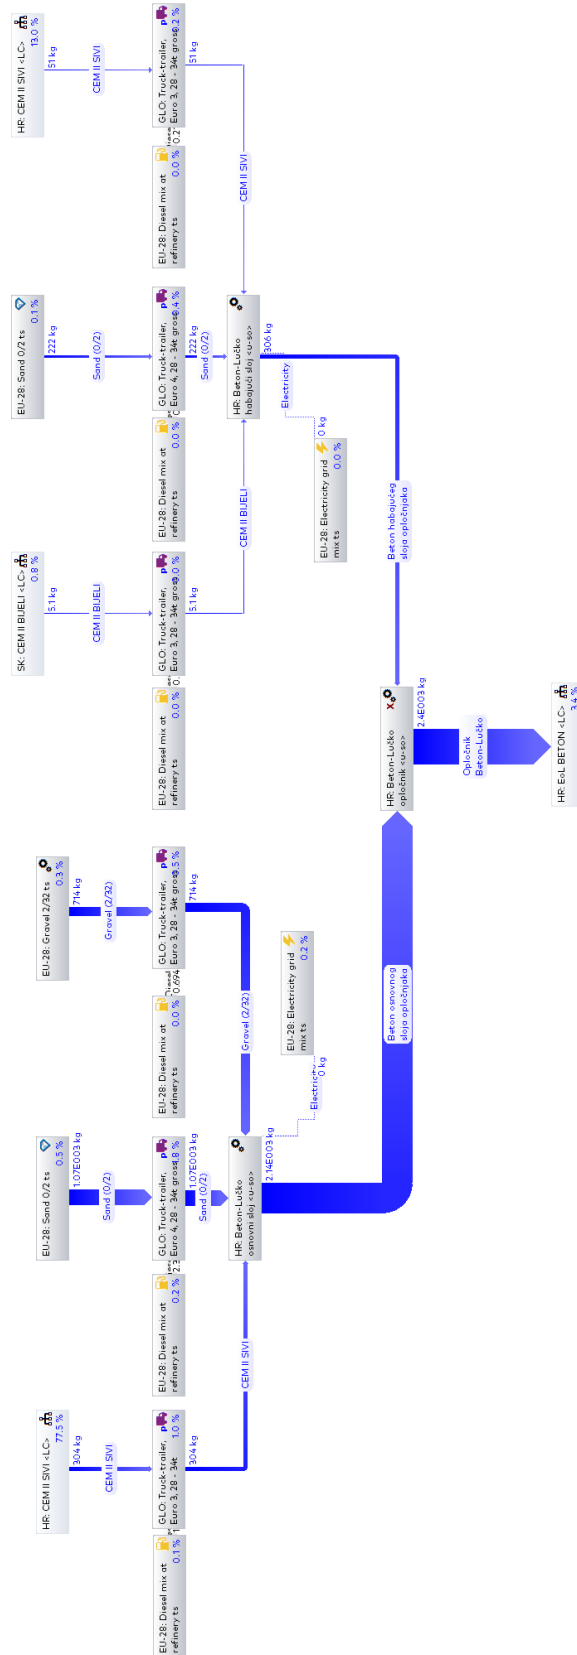 HR: CEM II SIVI <LC>
13.0 %
51 kg
CEM II SIVI
GLO: Truck-trailer,
Euro 3, 28 - 34t gross
0.2 %
51 kg
CEM II SIVI
EU-28: Diesel mix at
refinery ts
0.0 %
EU-28: Sand 0/2 ts
0.1 %
222 kg
Sand (0/2)
GLO: Truck-trailer,
Euro 4, 28 - 34t gross
222 kg
Sand (0/2)
EU-28: Diesel mix at
refinery ts
0.0 %
HR: Beton-Lučko
habajući sloj <u-so>
306 kg
Electricity
0 kg
EU-28: Electricity grid
mix ts
0.0 %
Beton habajućeg
sloja opločnjaka
SK: CEM II BIJELI <LC>
0.8 %
5.1 kg
CEM II BIJELI
GLO: Truck-trailer,
Euro 3, 28 - 34t gross
5.1 kg
CEM II BIJELI
EU-28: Diesel mix at
refinery ts
0.0 %
HR: Beton-Lučko
opločnik <u-so>
2.4E003 kg
Opločnik
Beton-Lučko
HR: EoL BETON <LC>
3.4 %
EU-28: Gravel 2/32 ts
0.3 %
714 kg
Gravel (2/32)
GLO: Truck-trailer,
Euro 3, 28 - 34t gross
714 kg
Gravel (2/32)
0.694
EU-28: Diesel mix at
refinery ts
0.0 %
EU-28: Electricity grid
mix ts
0.2 %
Electricity
0 kg
Beton osnovnog
sloja opločnjaka
EU-28: Sand 0/2 ts
0.5 %
1.07E003 kg
Sand (0/2)
GLO: Truck-trailer,
Euro 4, 28 - 34t gross
1.07E003 kg
Sand (0/2)
EU-28: Diesel mix at
refinery ts
0.2 %
HR: Beton-Lučko
osnovni sloj <u-so>
2.14E003 kg
HR: CEM II SIVI <LC>
77.5 %
304 kg
CEM II SIVI
GLO: Truck-trailer,
Euro 3, 28 - 34t
1.0 %
304 kg
CEM II SIVI
EU-28: Diesel mix at
refinery ts
0.1 %